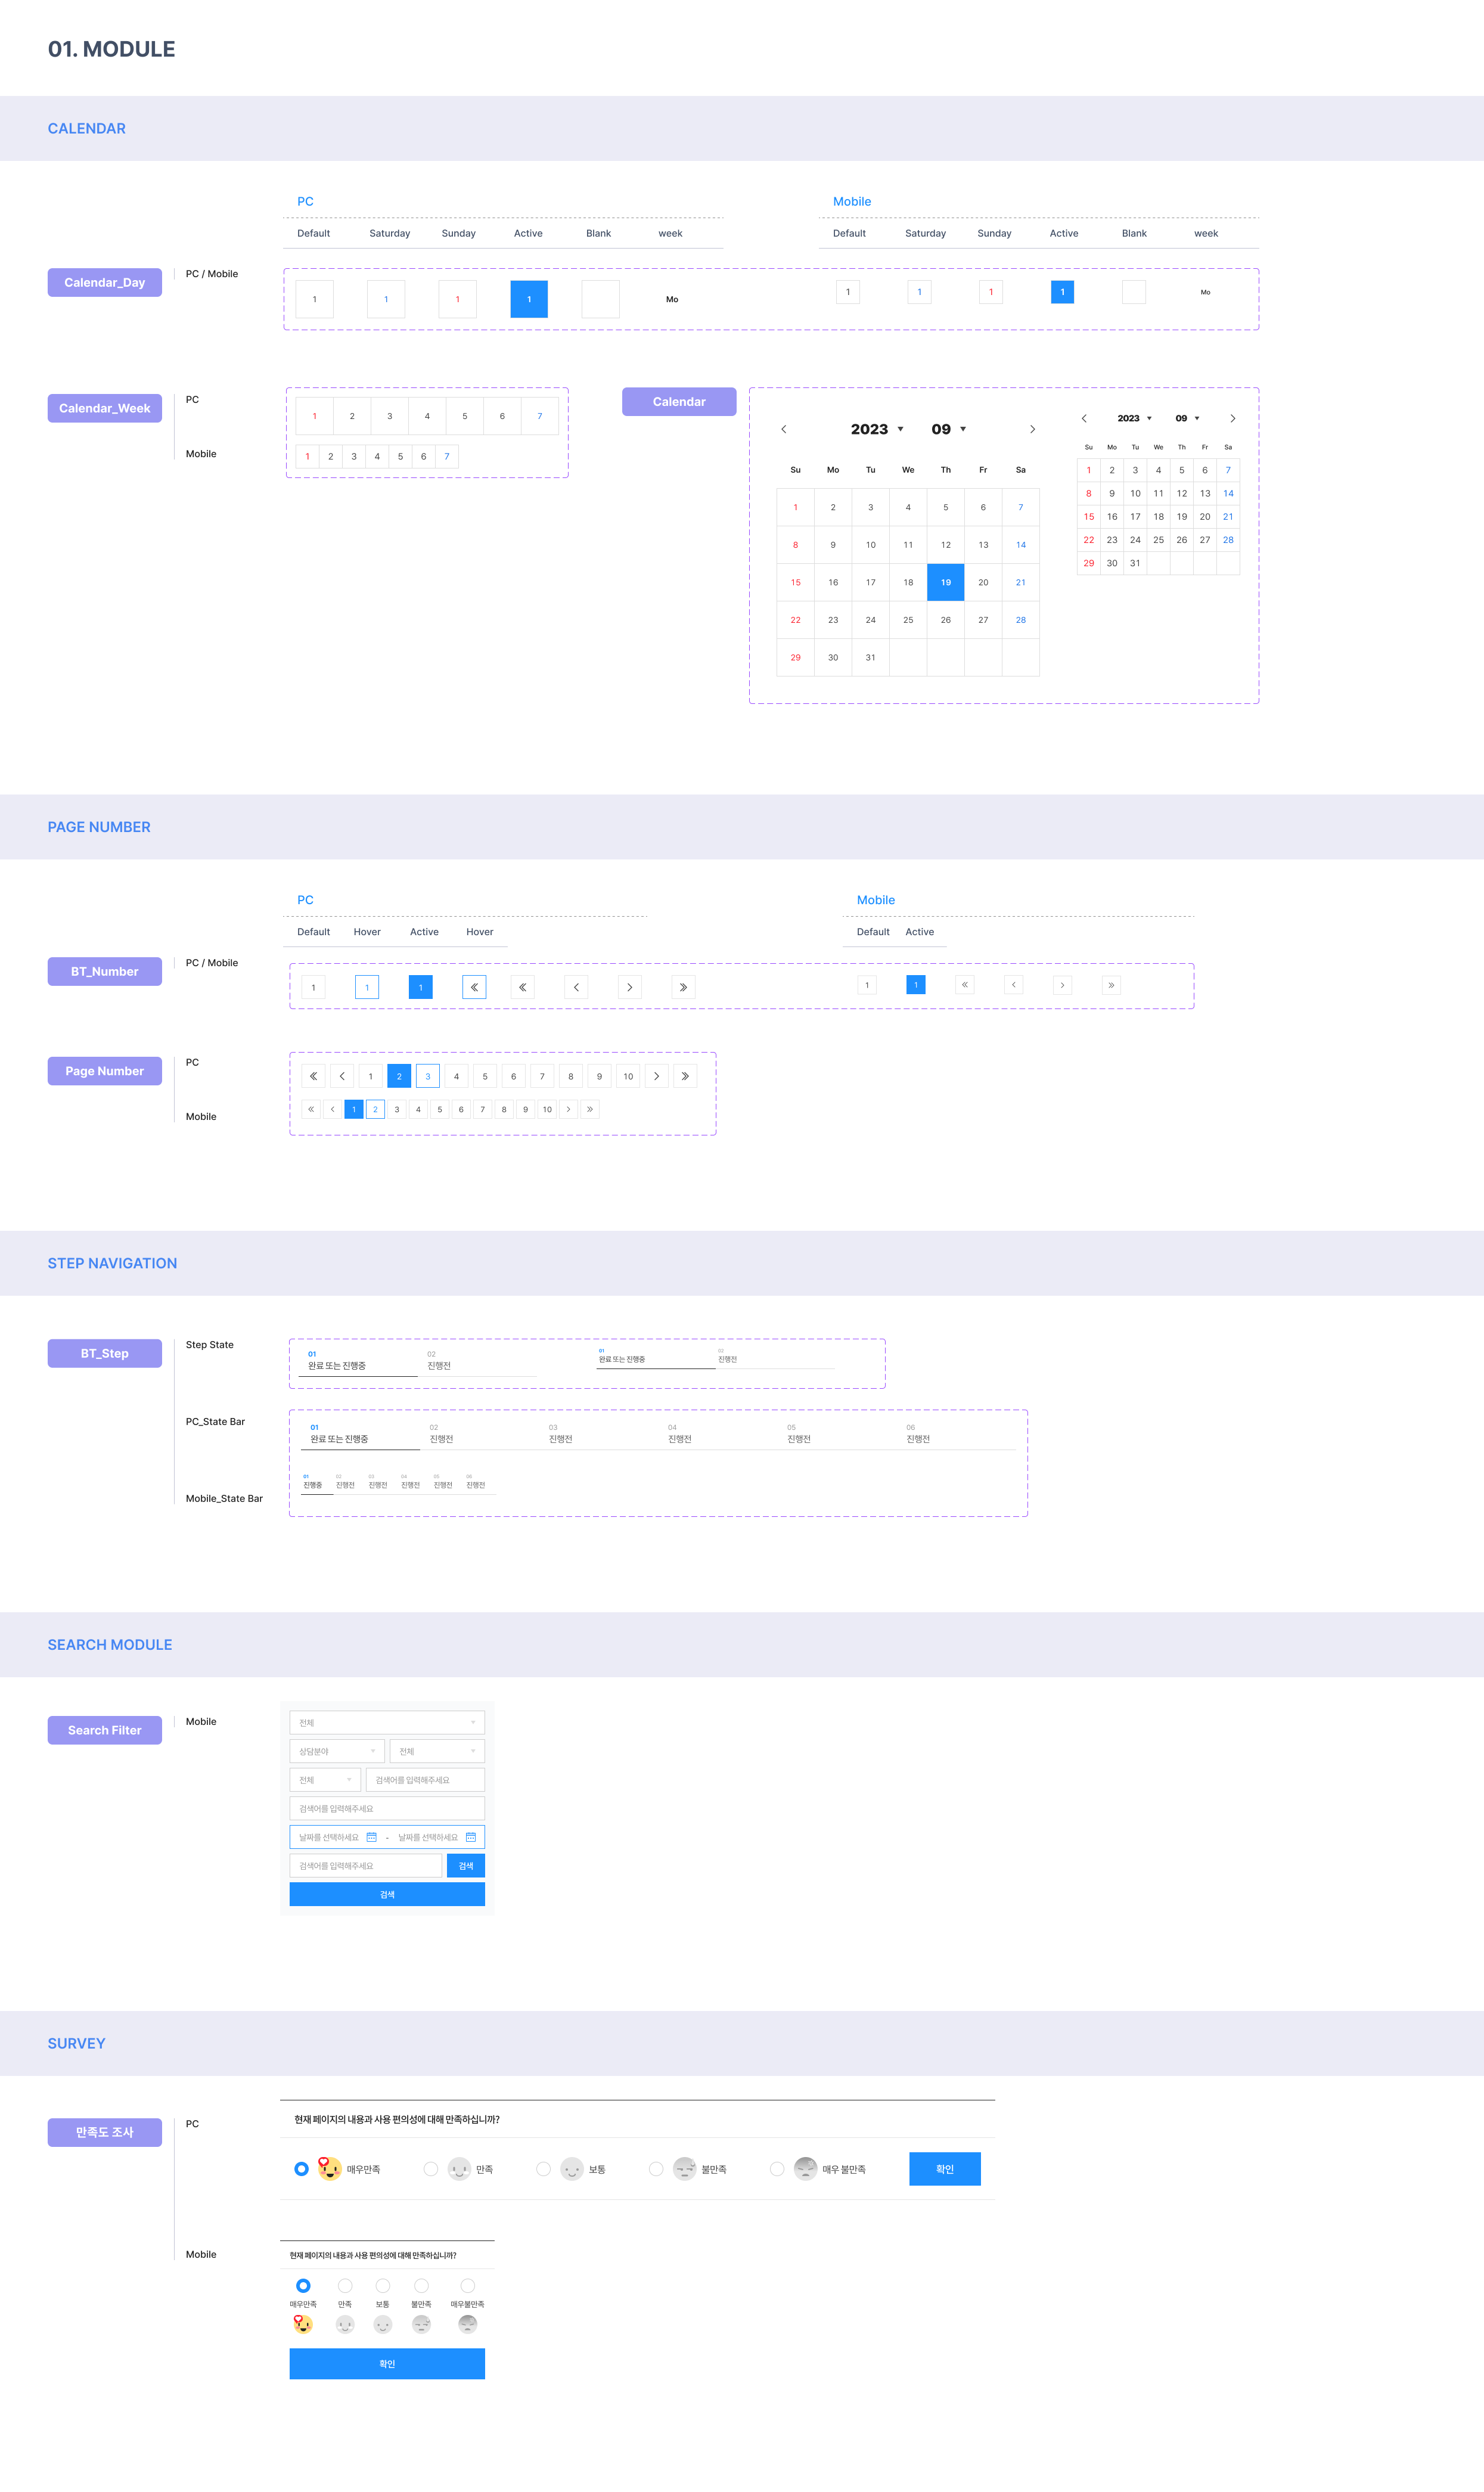 01. MODULE
CALENDAR
PC Mobile
Default Saturday Sunday Active Blank week Default Saturday Sunday Active Blank week
Calendar_Day PC / Mobile
1 1 1 1 Mo 1 1 1 1 Mo
Calendar_Week PC
1 2 3 4 5 6 7
Mobile
1 2 3 4 5 6 7
Calendar
2023 09
Su Mo Tu We Th Fr Sa
1 2 3 4 5 6 7
8 9 10 11 12 13 14
15 16 17 18 19 20 21
22 23 24 25 26 27 28
29 30 31
2023 09
Su Mo Tu We Th Fr Sa
1 2 3 4 5 6 7
8 9 10 11 12 13 14
15 16 17 18 19 20 21
22 23 24 25 26 27 28
29 30 31
PAGE NUMBER
PC Mobile
Default Hover Active Hover Default Active
BT_Number PC / Mobile
1 1 1 1 1
Page Number PC
1 2 3 4 5 6 7 8 9 10
Mobile
1 2 3 4 5 6 7 8 9 10
STEP NAVIGATION
BT_Step Step State
01 02 01 02
완료 또는 진행중 진행전 완료 또는 진행중 진행전
PC_State Bar
01 02 03 04 05 06
완료 또는 진행중 진행전 진행전 진행전 진행전 진행전
Mobile_State Bar
01 02 03 04 05 06
진행중 진행전 진행전 진행전 진행전 진행전
SEARCH MODULE
Search Filter Mobile
전체
상담분야 전체
전체 검색어를 입력해주세요
검색어를 입력해주세요
날짜를 선택하세요 - 날짜를 선택하세요
검색어를 입력해주세요 검색
검색
SURVEY
만족도 조사 PC
현재 페이지의 내용과 사용 편의성에 대해 만족하십니까?
매우만족 만족 보통 불만족 매우 불만족 확인
Mobile
현재 페이지의 내용과 사용 편의성에 대해 만족하십니까?
매우만족 만족 보통 불만족 매우불만족
확인